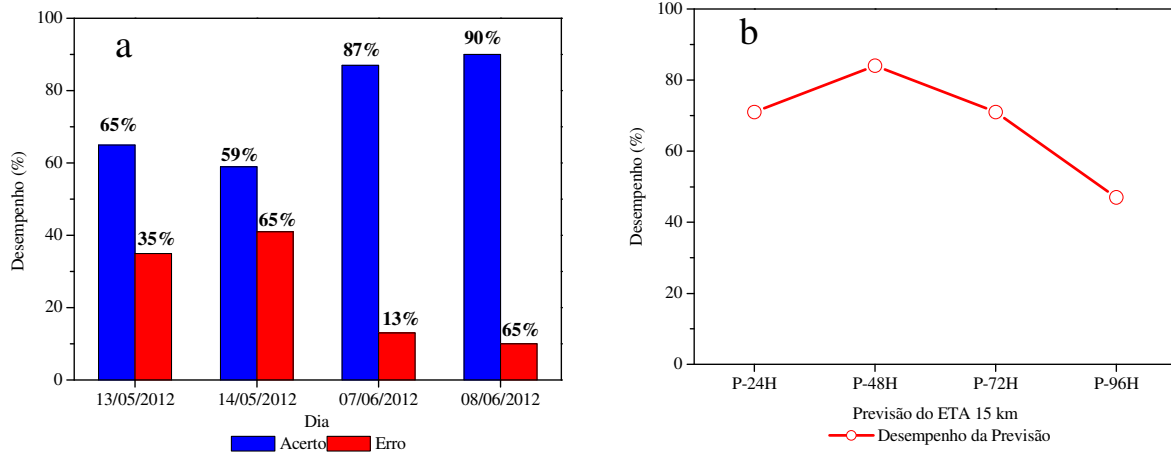 a
100
80
60
40
20
0
Desempenho (%)
65%
35%
59%
65%
87%
13%
90%
65%
13/05/2012 14/05/2012 07/06/2012 08/06/2012
Dia
Acerto Erro
b
100
80
60
40
20
0
Desempenho (%)
P-24H P-48H P-72H P-96H
Previsão do ETA 15 km
Desempenho da Previsão